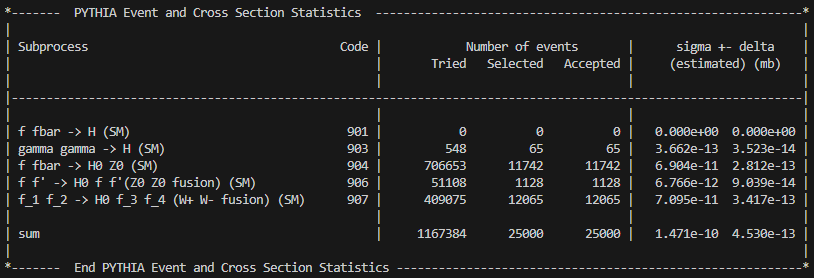 *-------  PYTHIA Event and Cross Section Statistics  -------------------------------------------------------------*
|                                                                                                                 |
| Subprocess                                    Code |            Number of events       |      sigma +- delta    |
|                                                    |       Tried   Selected   Accepted |     (estimated) (mb)   |
|                                                    |                                   |                        |
|-----------------------------------------------------------------------------------------------------------------|
|                                                    |                                   |                        |
| f fbar -> H (SM)                               901 |           0          0          0 |   0.000e+00  0.000e+00 |
| gamma gamma -> H (SM)                          903 |         548         65         65 |   3.662e-13  3.523e-14 |
| f fbar -> H0 Z0 (SM)                           904 |      706653      11742      11742 |   6.904e-11  2.812e-13 |
| f f' -> H0 f f'(Z0 Z0 fusion) (SM)             906 |       51108       1128       1128 |   6.766e-12  9.039e-14 |
| f_1 f_2 -> H0 f_3 f_4 (W+ W- fusion) (SM)      907 |      409075      12065      12065 |   7.095e-11  3.417e-13 |
|                                                    |                                   |                        |
| sum                                                |     1167384      25000      25000 |   1.471e-10  4.530e-13 |
|                                                                                                                 |
*-------  End PYTHIA Event and Cross Section Statistics ----------------------------------------------------------*